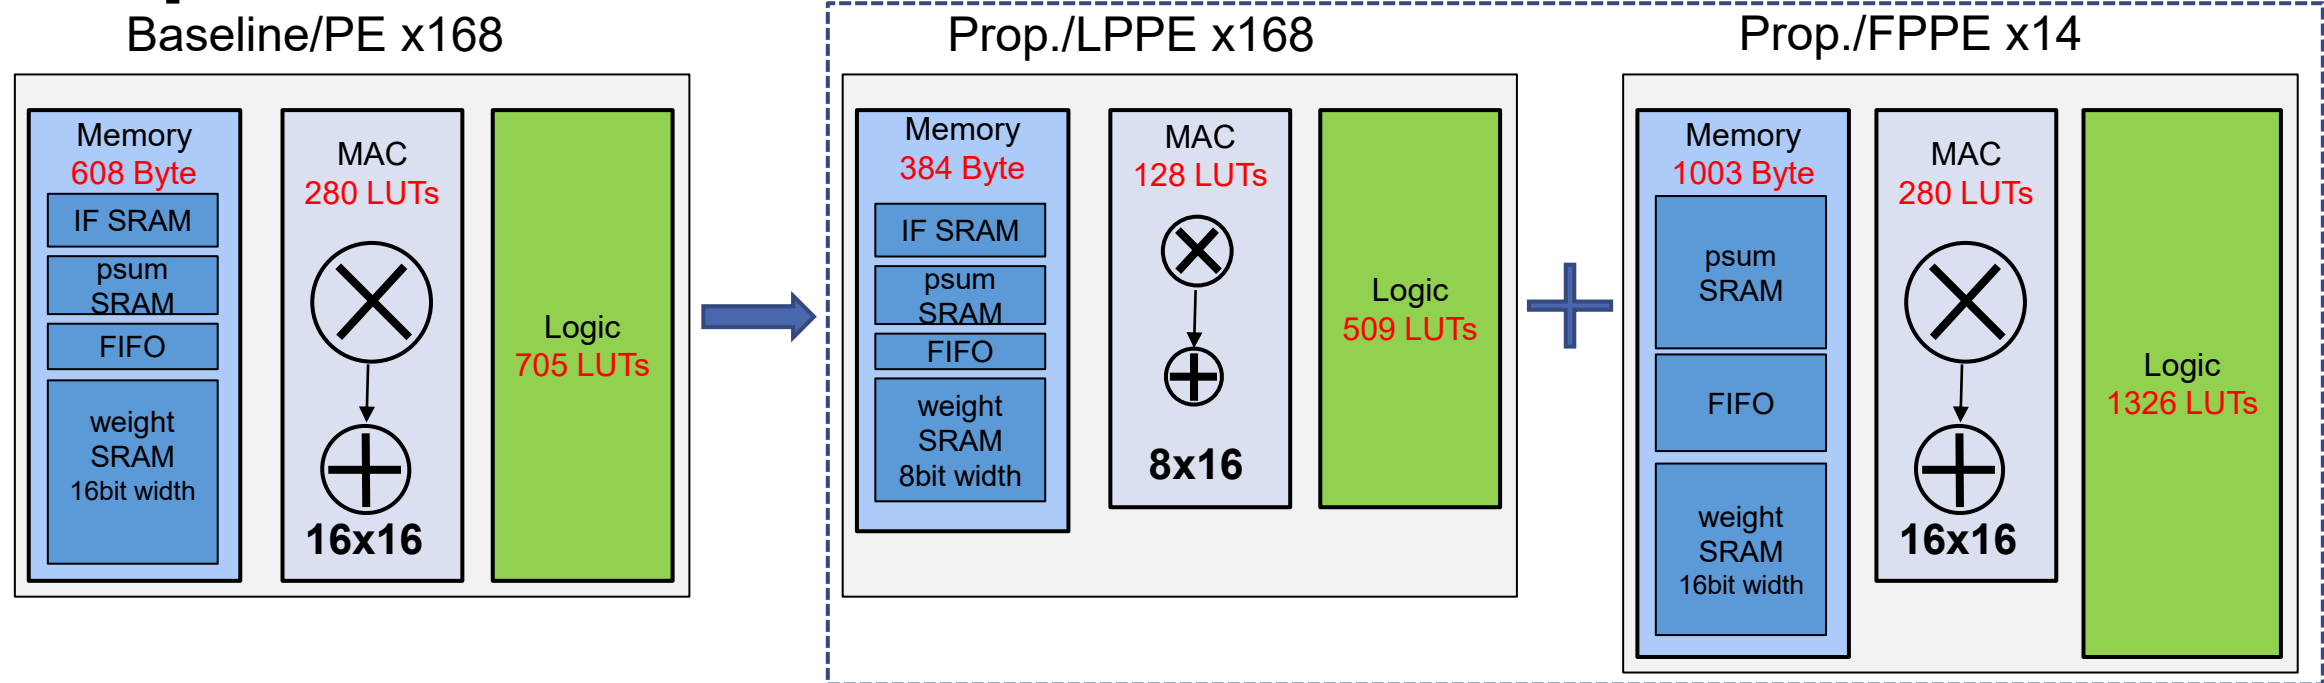 Baseline/PE x168
Memory
608 Byte
IF SRAM
psum
SRAM
FIFO
weight
SRAM
16bit width
MAC
280 LUTs
16x16
Logic
705 LUTs
Prop./LPPE x168
Memory
384 Byte
IF SRAM
psum
SRAM
FIFO
weight
SRAM
8bit width
MAC
128 LUTs
8x16
Logic
509 LUTs
Prop./FPPE x14
Memory
1003 Byte
psum
SRAM
FIFO
weight
SRAM
16bit width
MAC
280 LUTs
16x16
Logic
1326 LUTs